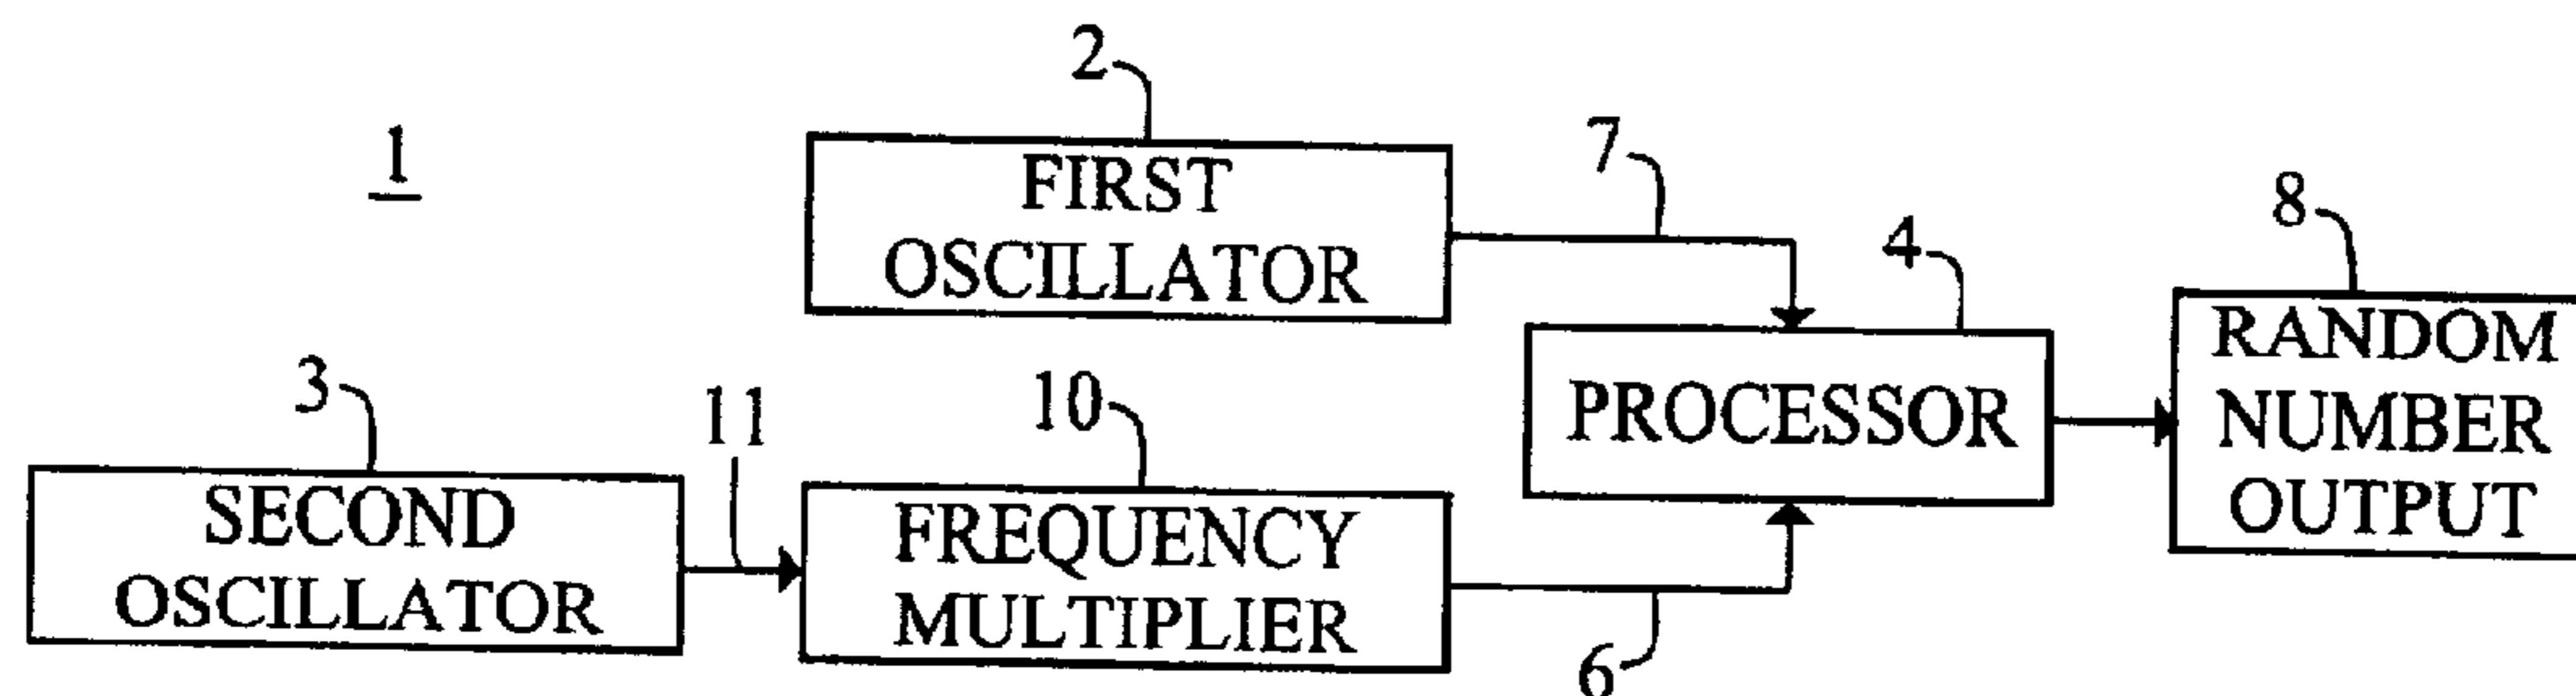 1
2
FIRST
OSCILLATOR
7
4
PROCESSOR
8
RANDOM
NUMBER
OUTPUT
3
SECOND
OSCILLATOR
11
10
FREQUENCY
MULTIPLIER
6